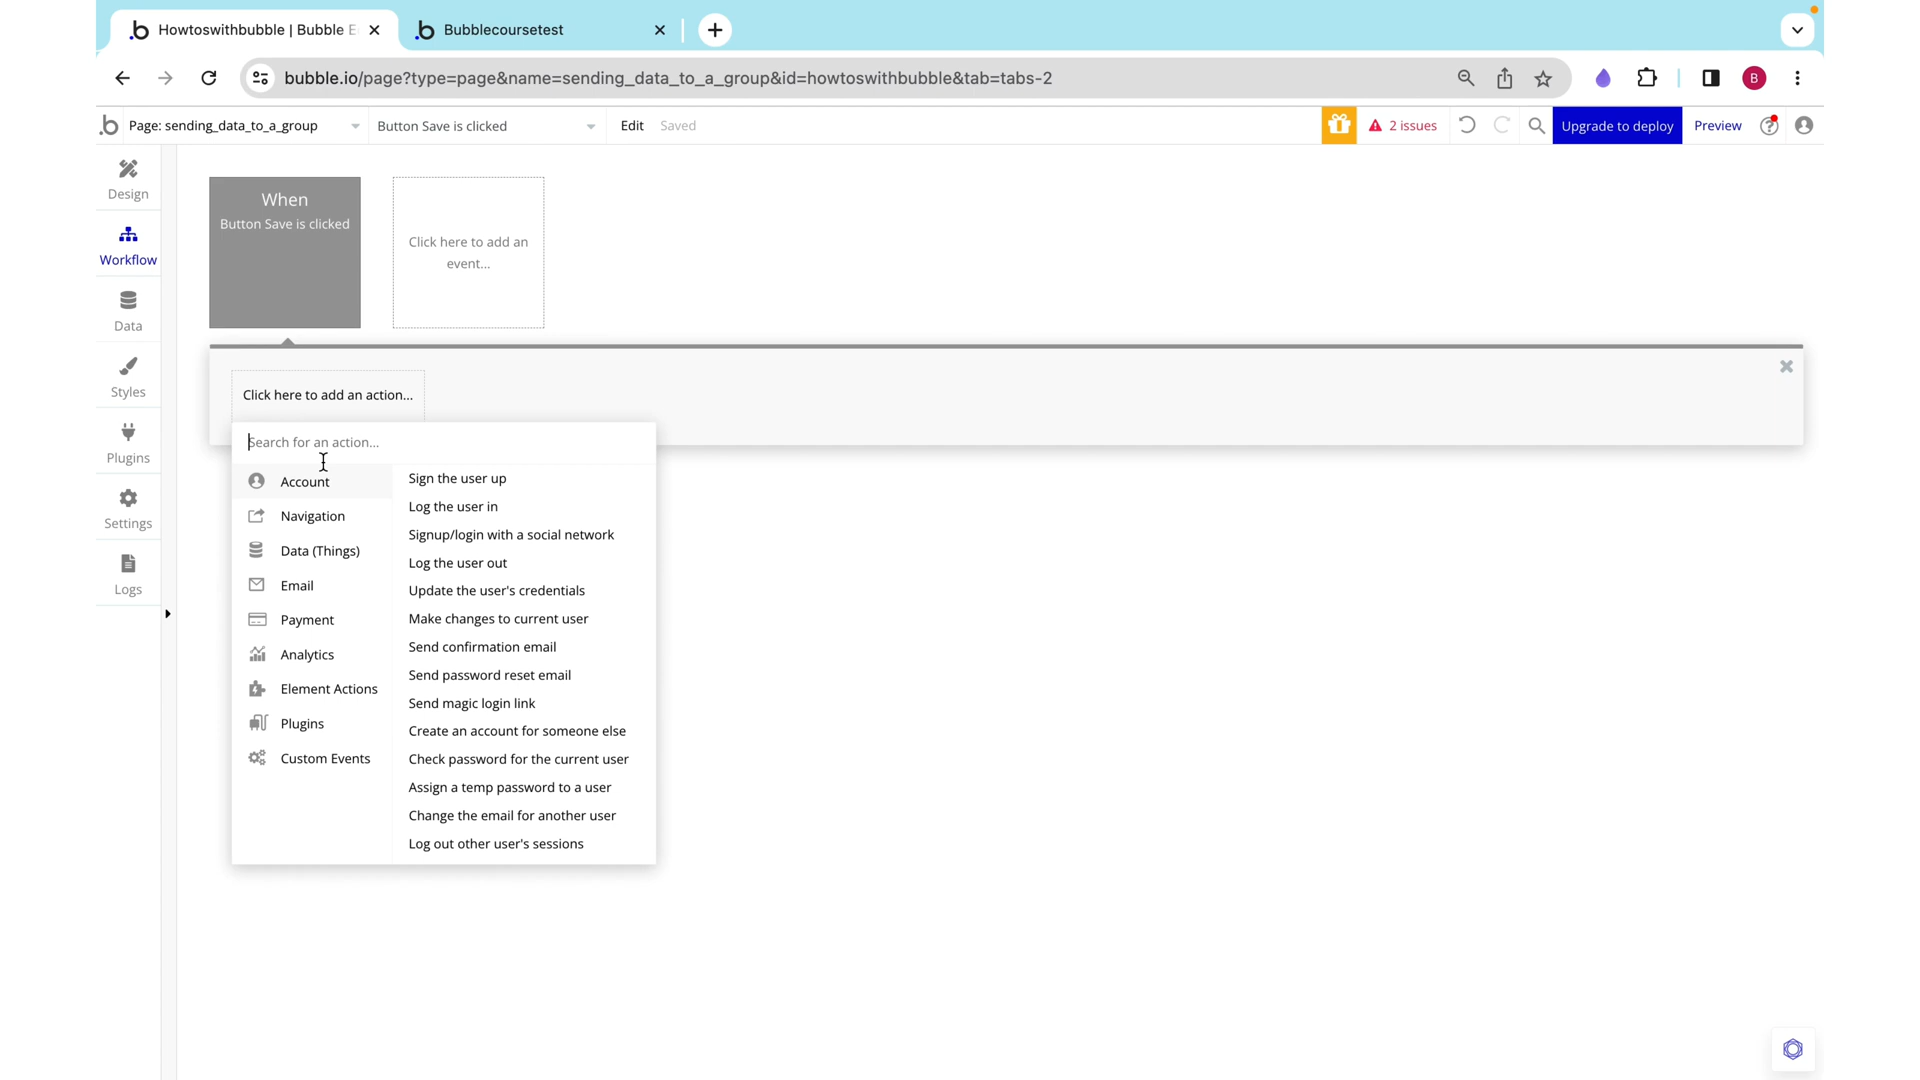 Howtoswithbubble | Bubble E
Bubblecoursetest
bubble.io/page?type=page&name=sending_data_to_a_group&id=howtoswithbubble&tab=tabs-2
B
Page: sending_data_to_a_group
Button Save is clicked
Edit
Saved
2 issues
Upgrade to deploy
Preview
Design
Workflow
Data
Styles
Plugins
Settings
Logs
When
Button Save is clicked
Click here to add an
event...
Click here to add an action...
Search for an action...
Account
Navigation
Data (Things)
Email
Payment
Analytics
Element Actions
Plugins
Custom Events
Sign the user up
Log the user in
Signup/login with a social network
Log the user out
Update the user's credentials
Make changes to current user
Send confirmation email
Send password reset email
Send magic login link
Create an account for someone else
Check password for the current user
Assign a temp password to a user
Change the email for another user
Log out other user's sessions